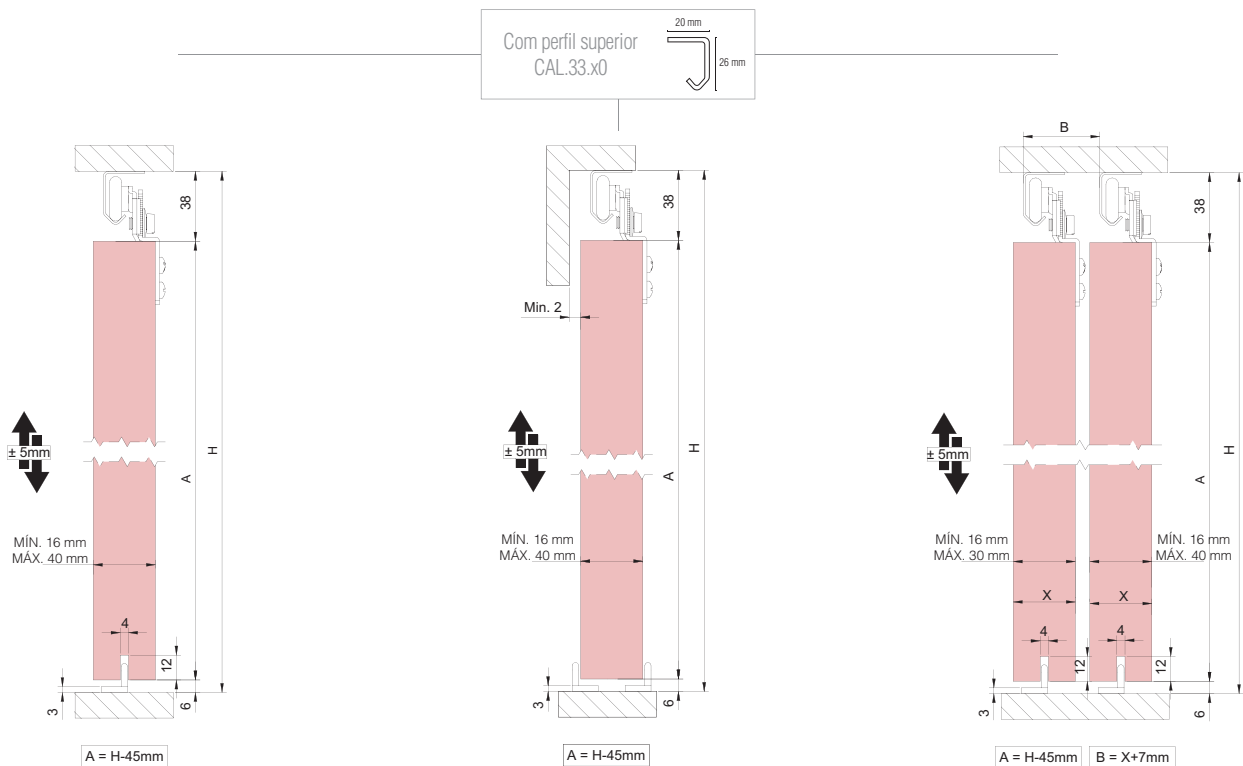 20 mm
Com perfil superior
CAL.33.x0
26 mm
38
H
± 5mm
A
MÍN. 16 mm
MÁX. 40 mm
4
12
3
6
A = H-45mm
38
Min. 2
H
± 5mm
A
MÍN. 16 mm
MÁX. 40 mm
3
6
A = H-45mm
B
38
H
± 5mm
A
MÍN. 16 mm
MÁX. 30 mm
MÍN. 16 mm
MÁX. 40 mm
X
X
4
4
12
12
3
6
A = H-45mm
B = X+7mm